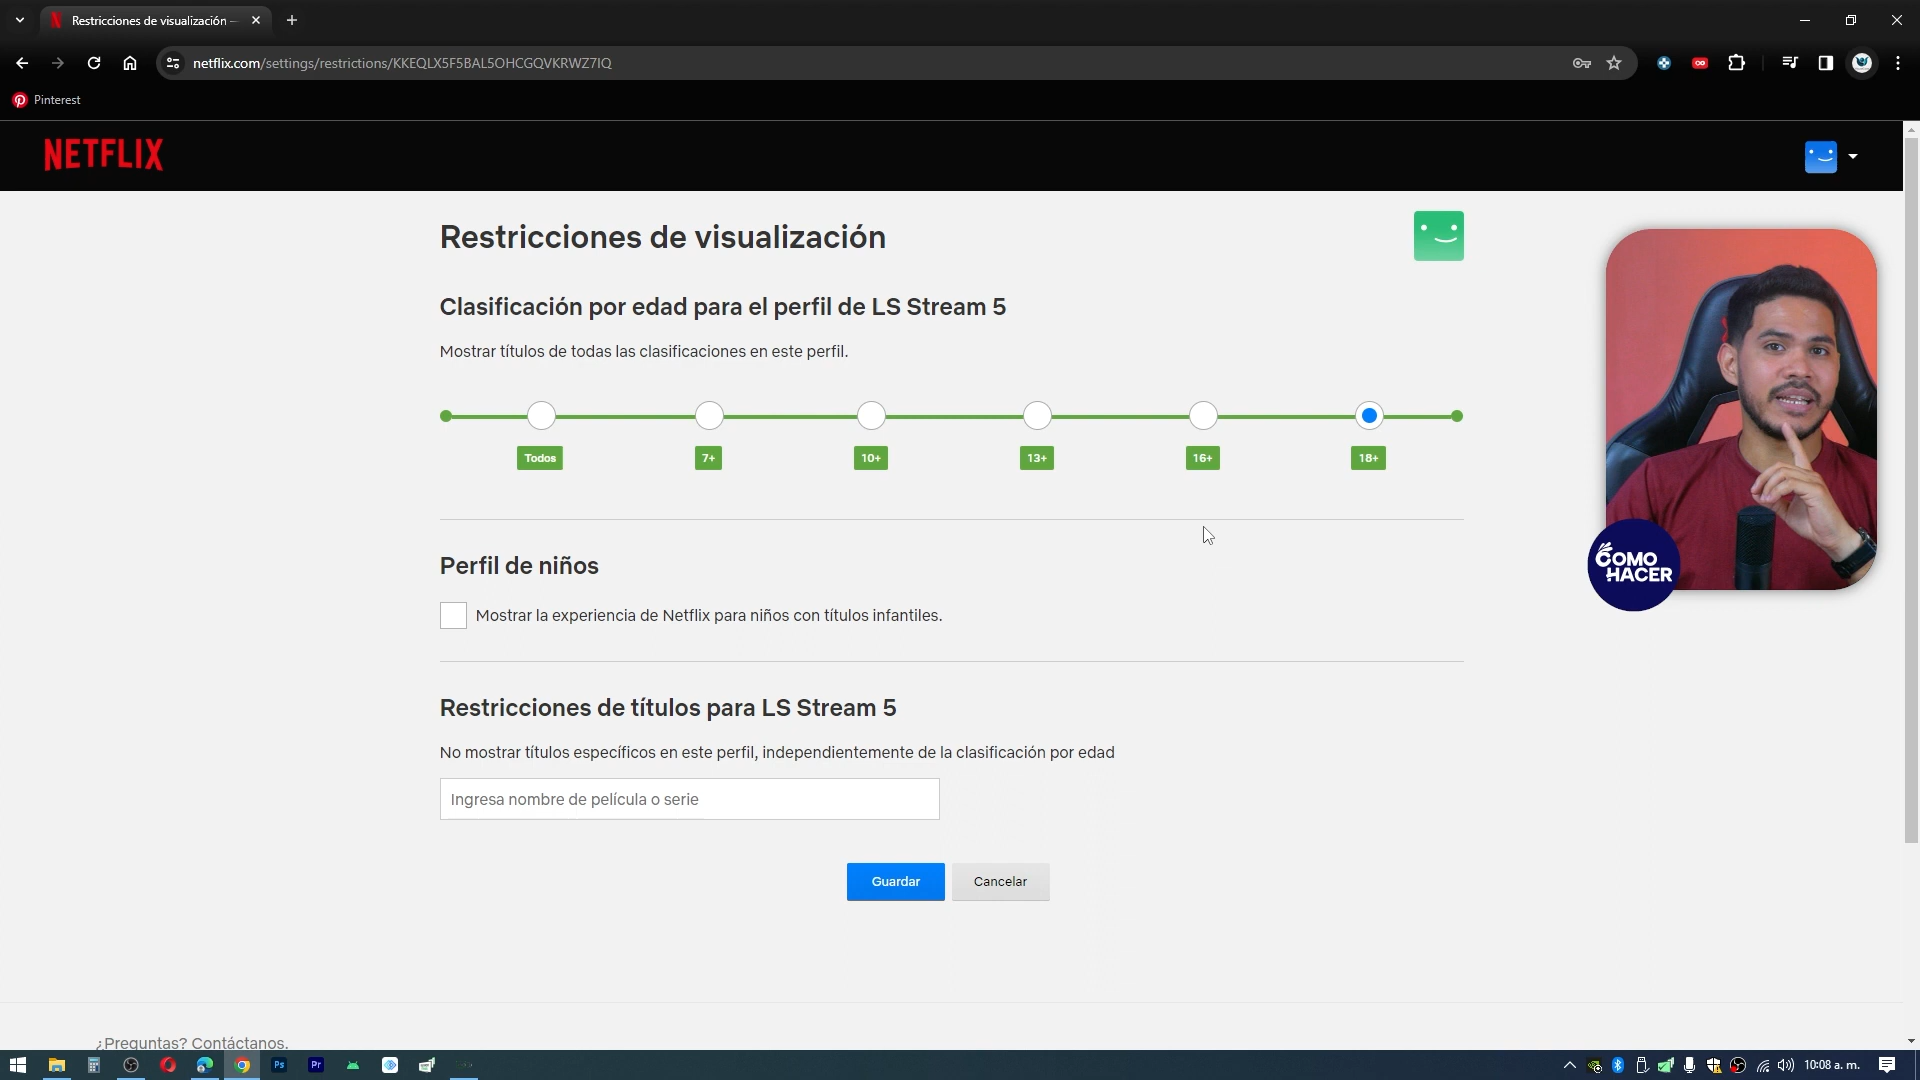 Restricciones de visualización –
netflix.com/settings/restrictions/KKEQLX5F5BAL5OHCGQVKRWZ7IQ
Pinterest
NETFLIX
Restricciones de visualización
Clasificación por edad para el perfil de LS Stream 5
Mostrar títulos de todas las clasificaciones en este perfil.
Todos 7+ 10+ 13+ 16+ 18+
COMO
HACER
Perfil de niños
Mostrar la experiencia de Netflix para niños con títulos infantiles.
Restricciones de títulos para LS Stream 5
No mostrar títulos específicos en este perfil, independientemente de la clasificación por edad
Ingresa nombre de película o serie
Guardar Cancelar
¿Preguntas? Contáctanos.
Ps Pr
10:08 a. m.